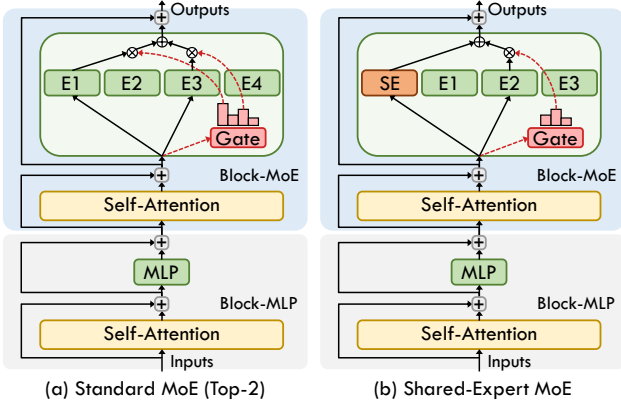 Outputs
E1 E2 E3 E4
Gate
Block-MoE
Self-Attention
MLP
Block-MLP
Self-Attention
Inputs
(a) Standard MoE (Top-2)
Outputs
SE E1 E2 E3
Gate
Block-MoE
Self-Attention
MLP
Block-MLP
Self-Attention
Inputs
(b) Shared-Expert MoE